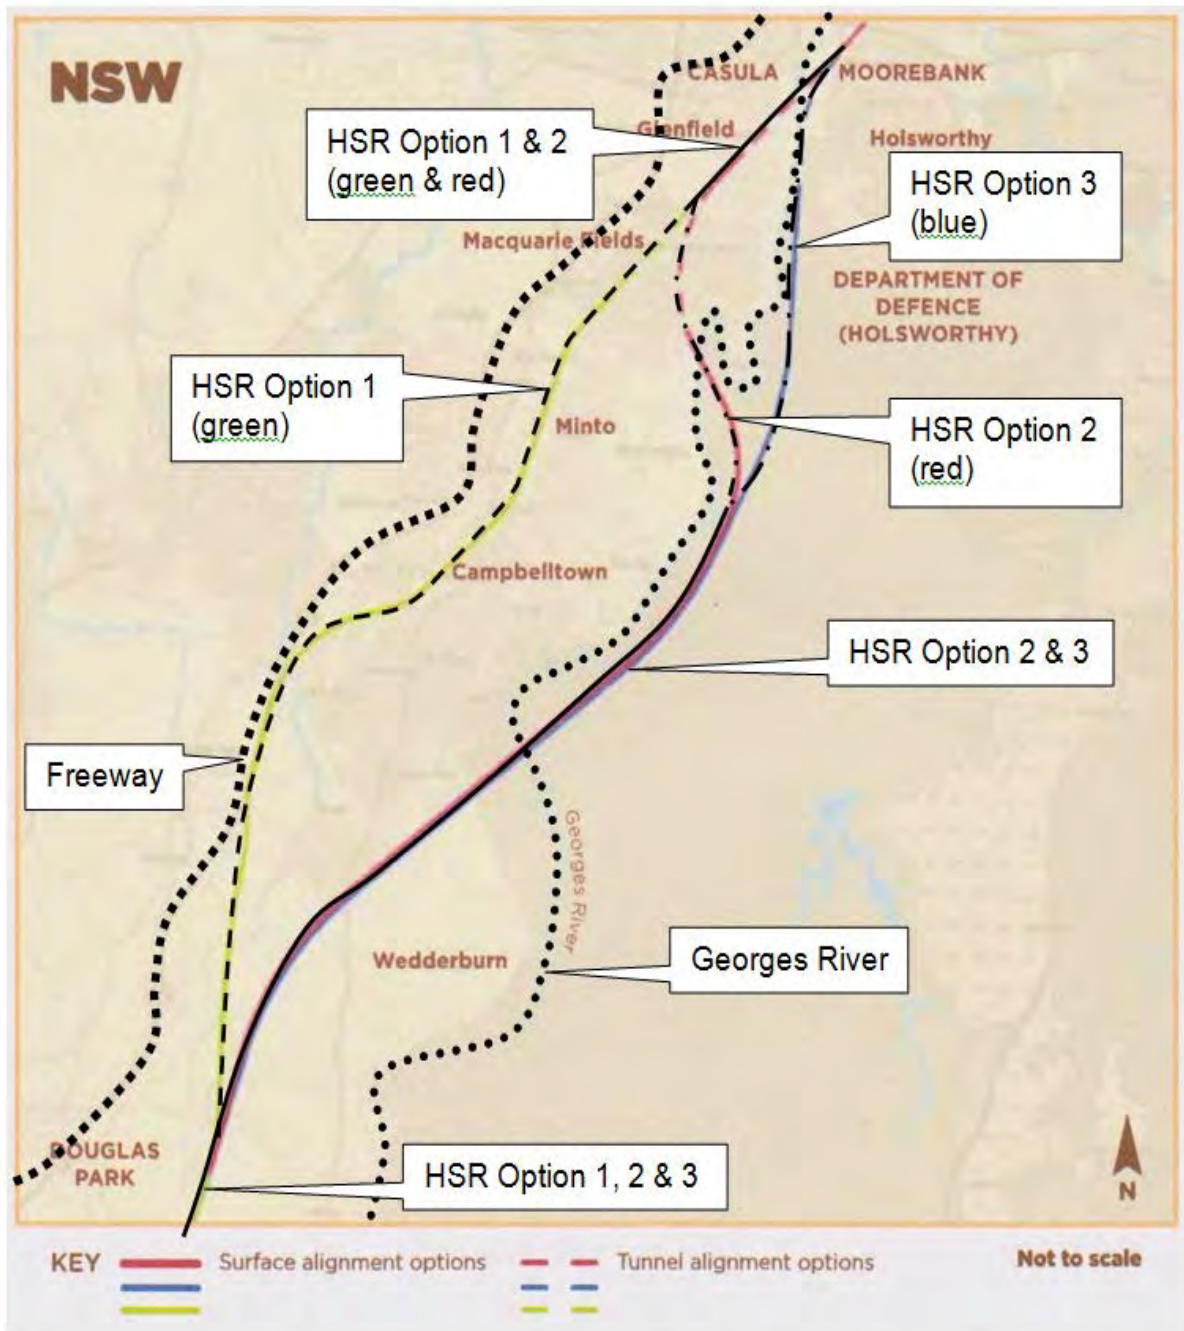 NSW
CASULA
MOOREBANK
HSR Option 1 & 2
(green & red)
Glenfield
Holsworthy
HSR Option 3
(blue)
Macquarie Fields
DEPARTMENT OF
DEFENCE
(HOLSWORTHY)
HSR Option 1
(green)
Minto
HSR Option 2
(red)
Campbelltown
HSR Option 2 & 3
Freeway
Georges River
Wedderburn
Georges River
DOUGLAS
PARK
HSR Option 1, 2 & 3
N
KEY
Surface alignment options
Tunnel alignment options
Not to scale